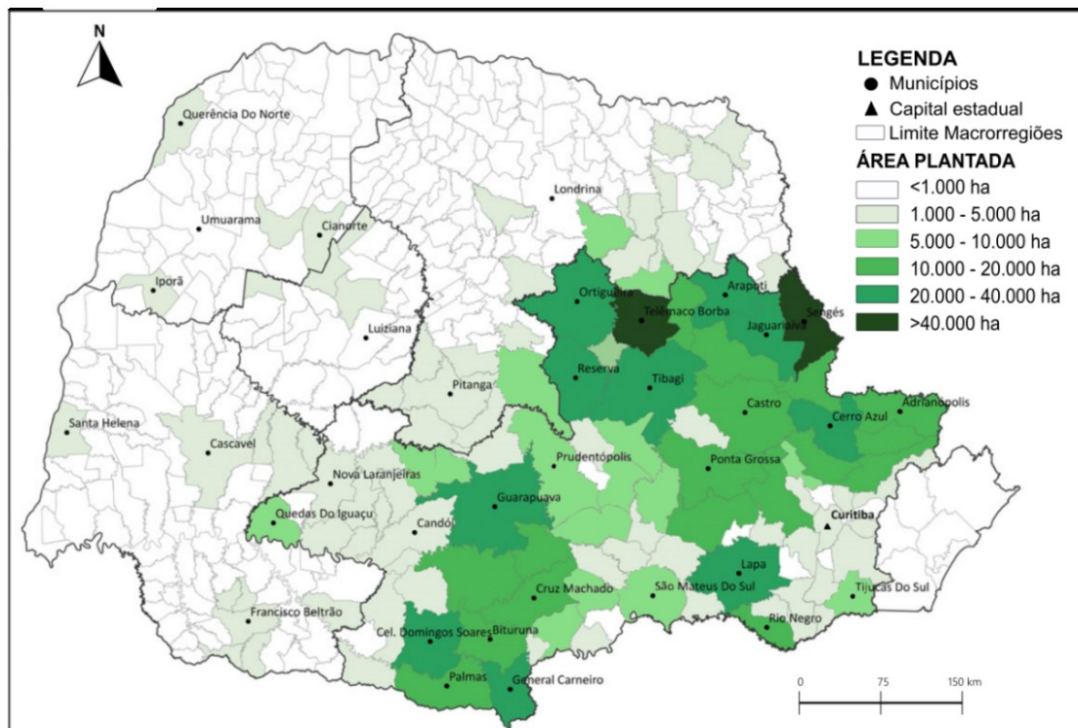 N
LEGENDA
Municípios
Capital estadual
Limite Macrorregiões
ÁREA PLANTADA
<1.000 ha
1.000 - 5.000 ha
5.000 - 10.000 ha
10.000 - 20.000 ha
20.000 - 40.000 ha
>40.000 ha
Querência Do Norte
Londrina
Umuarama
Cianorte
Iporã
Ortigueira
Arapoti
Telêmaco Borba
Sengés
Jaguariaíva
Luiziana
Reserva
Tibagi
Pitanga
Castro
Adrianopolis
Cerro Azul
Santa Helena
Cascavel
Prudentópolis
Ponta Grossa
Nova Laranjeiras
Guarapuava
Quedas Do Iguaçu
Candói
Curitiba
Lapa
Cruz Machado
São Mateus Do Sul
Tijucas Do Sul
Francisco Beltrão
Rio Negro
Cel. Domingos Soares
Bituruna
Palmas
General Carneiro
0 75 150 km